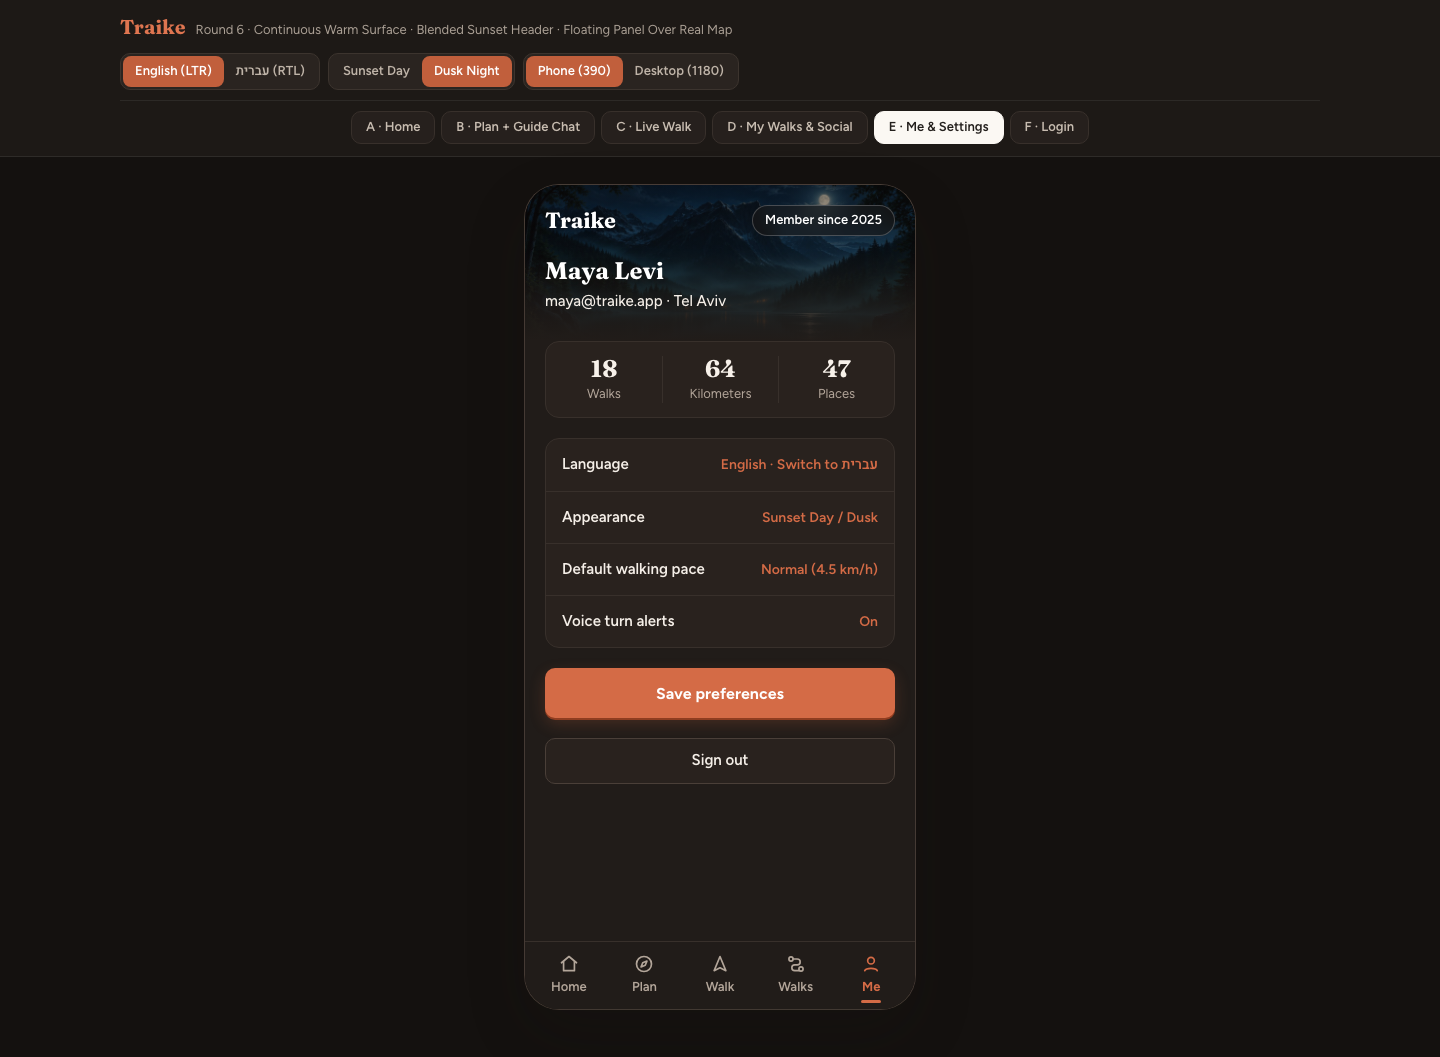 Traike Round 6 · Continuous Warm Surface · Blended Sunset Header · Floating Panel Over Real Map
English (LTR) עברית (RTL) Sunset Day Dusk Night Phone (390) Desktop (1180)
A · Home B · Plan + Guide Chat C · Live Walk D · My Walks & Social E · Me & Settings F · Login
Traike Member since 2025
Maya Levi
maya@traike.app · Tel Aviv
18 64 47
Walks Kilometers Places
Language English · Switch to עברית
Appearance Sunset Day / Dusk
Default walking pace Normal (4.5 km/h)
Voice turn alerts On
Save preferences
Sign out
Home Plan Walk Walks Me